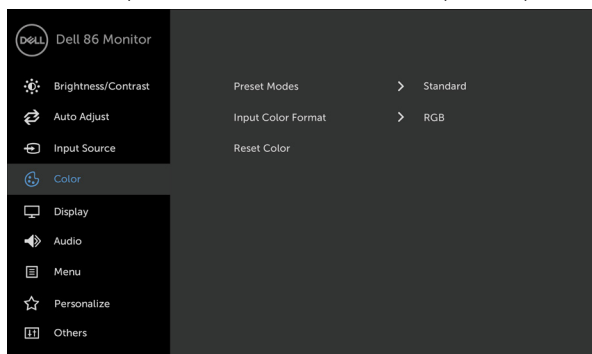 DELL Dell 86 Monitor
Brightness/Contrast
Preset Modes > Standard
Auto Adjust
Input Color Format > RGB
Input Source
Reset Color
Color
Display
Audio
Menu
Personalize
Others